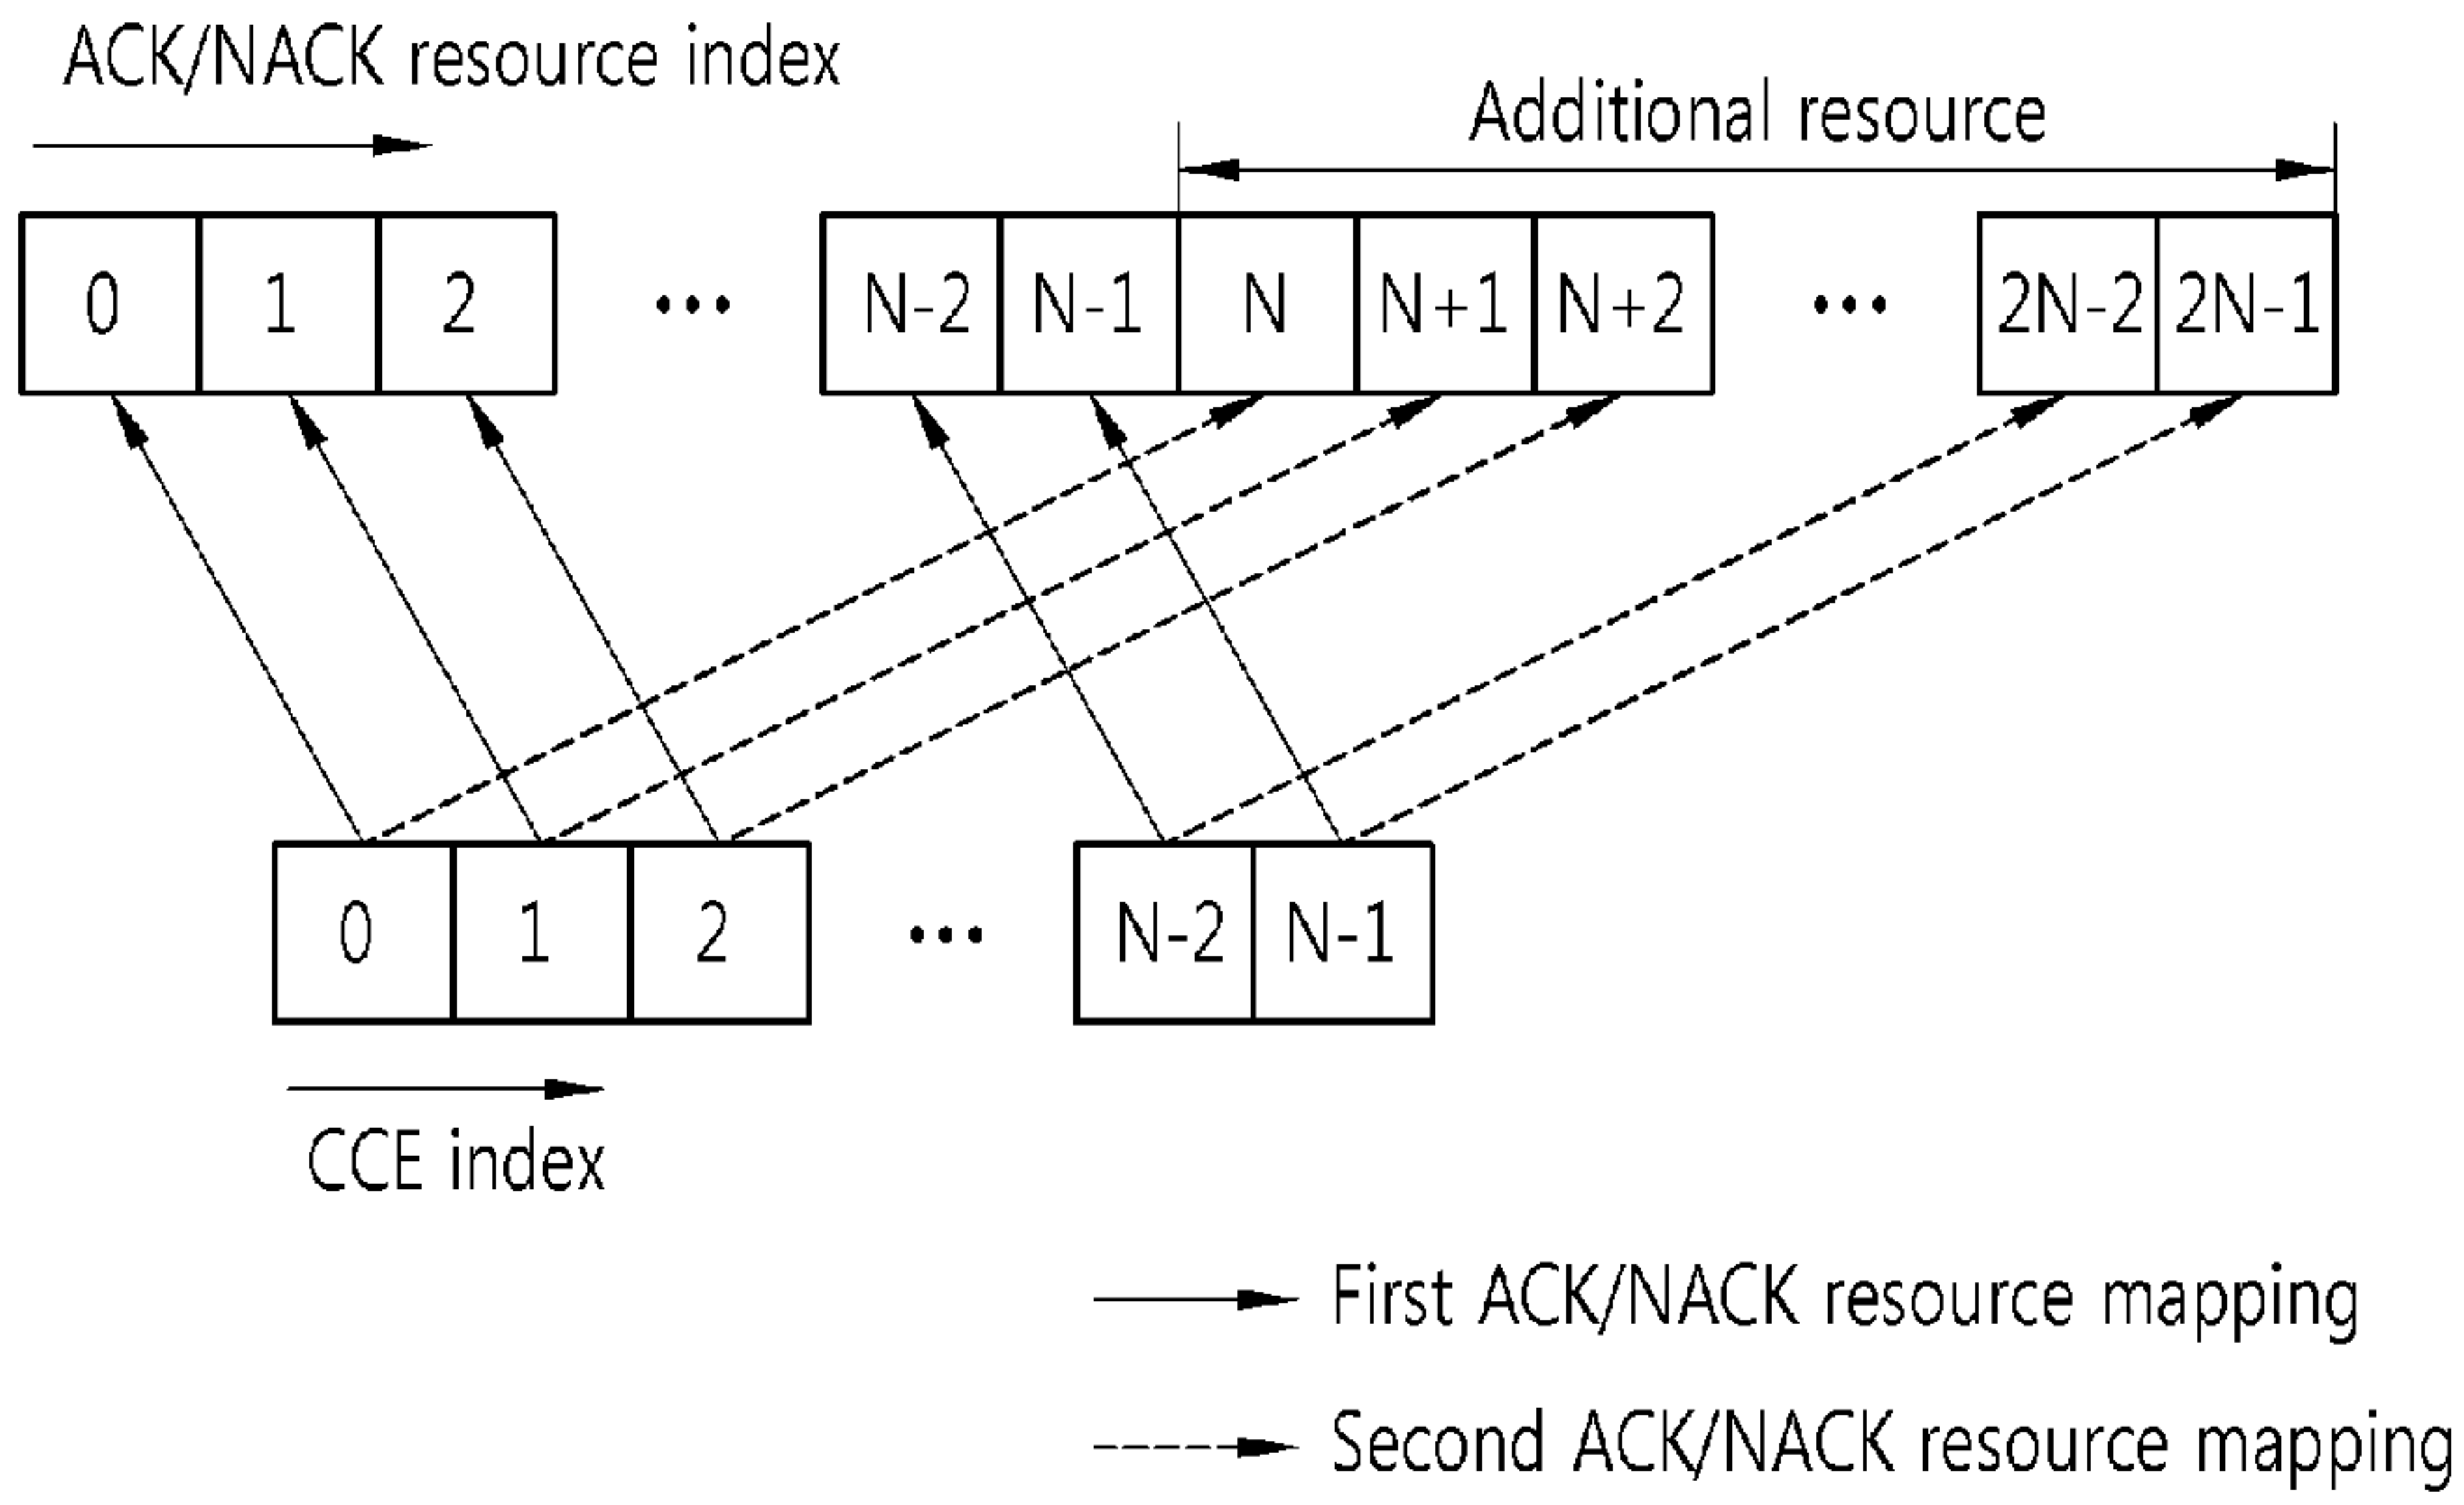 ACK/NACK resource index
Additional resource
0 1 2 ••• N-2 N-1 N N+1 N+2 ••• 2N-2 2N-1
0 1 2 ••• N-2 N-1
CCE index
First ACK/NACK resource mapping
Second ACK/NACK resource mapping